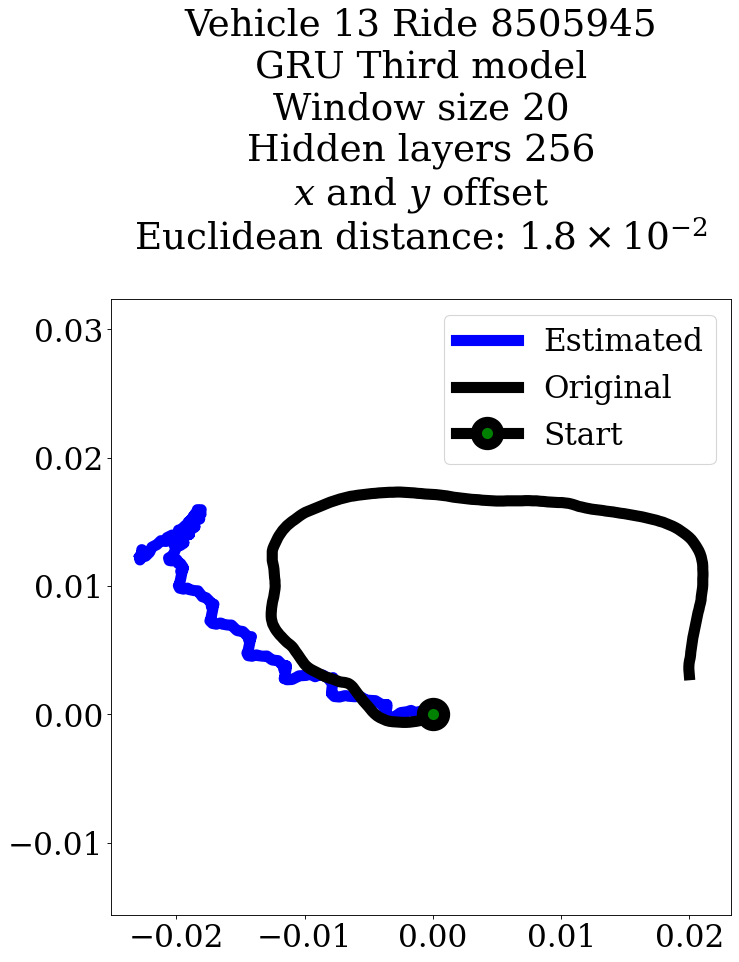 Vehicle 13 Ride 8505945
GRU Third model
Window size 20
Hidden layers 256
x and y offset
Euclidean distance: 1.8 × 10⁻²
Estimated
Original
Start
0.03
0.02
0.01
0.00
−0.01
−0.02 −0.01 0.00 0.01 0.02